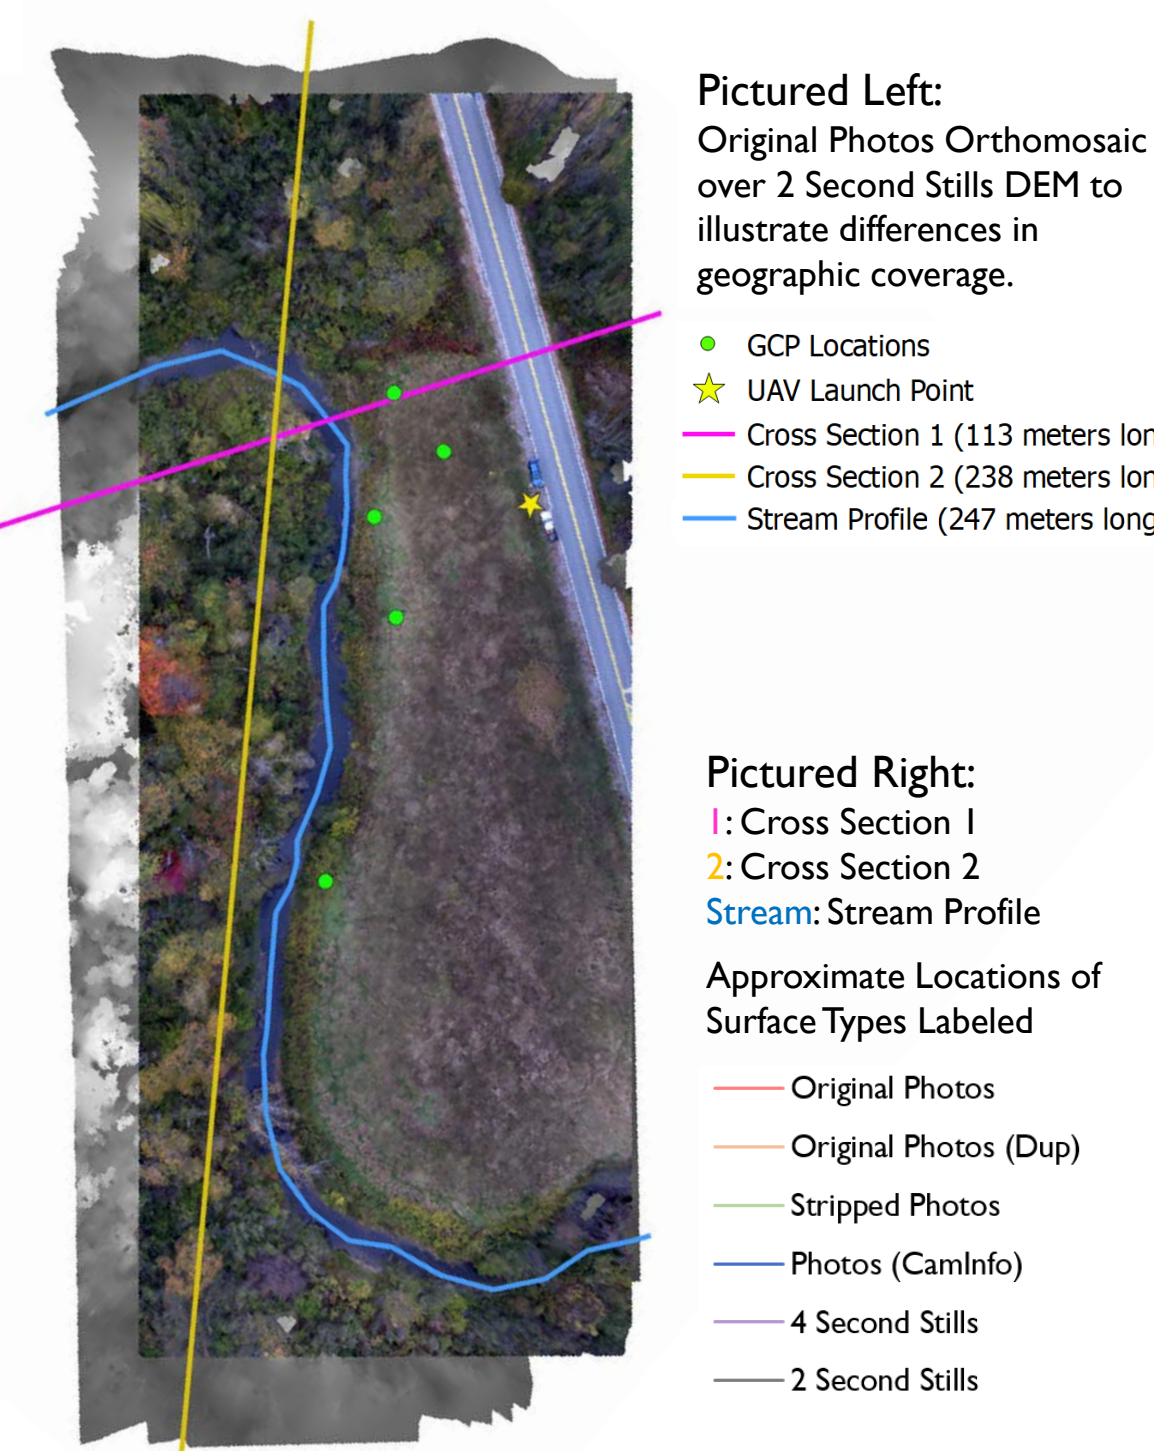 Pictured Left:
Original Photos Orthomosaic
over 2 Second Stills DEM to
illustrate differences in
geographic coverage.
GCP Locations
UAV Launch Point
Cross Section 1 (113 meters lon
Cross Section 2 (238 meters lon
Stream Profile (247 meters long
Pictured Right:
1: Cross Section 1
2: Cross Section 2
Stream: Stream Profile
Approximate Locations of
Surface Types Labeled
Original Photos
Original Photos (Dup)
Stripped Photos
Photos (CamInfo)
4 Second Stills
2 Second Stills